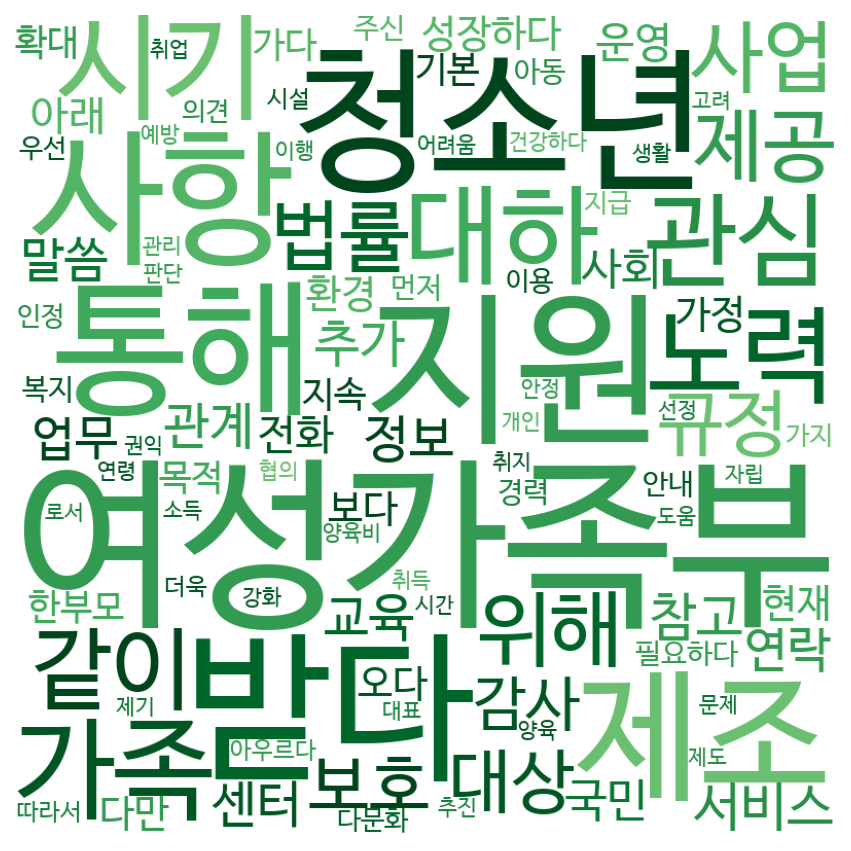 확대
취업
시기
가다
주신
성장하다
운영
사업
아래
의견
시설
청소년
기본
아동
고려
제공
우선
예방
사항
이행
어려움
건강하다
생활
말씀
관리
판단
법률
대하
지급
관심
이용
사회
인정
통해
환경
먼저
지원
가정
노력
추가
복지
지속
안정
개인
선정
규정
가지
업무
권익
관계
전화
정보
연령
목적
협의
취지
경력
안내
자립
로서
여성가족부
소득
보다
양육비
도움
한부모
더욱
강화
교육
취득
시간
위해
참고
현재
같이
받다
오다
감사
필요하다
연락
제기
대표
양육
제조
문제
가족
아우르다
보호
대상
제도
따라서
다만
센터
다문화
추진
국민
서비스